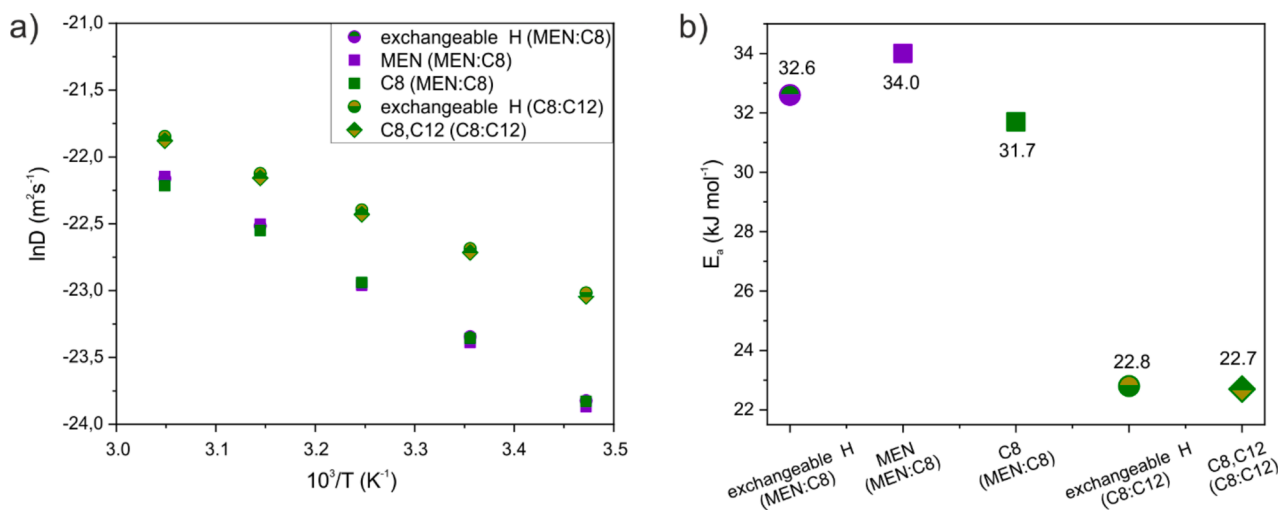 a)
-21,0
-21,5
-22,0
-22,5
-23,0
-23,5
-24,0
lnD (m²s⁻¹)
exchangeable H (MEN:C8)
MEN (MEN:C8)
C8 (MEN:C8)
exchangeable H (C8:C12)
C8,C12 (C8:C12)
3.0 3.1 3.2 3.3 3.4 3.5
10³/T (K⁻¹)
b)
34
32
30
28
26
24
22
Eₐ (kJ mol⁻¹)
32.6
34.0
31.7
22.8
22.7
exchangeable H
(MEN:C8)
MEN
(MEN:C8)
C8
(MEN:C8)
exchangeable H
(C8:C12)
C8,C12
(C8:C12)